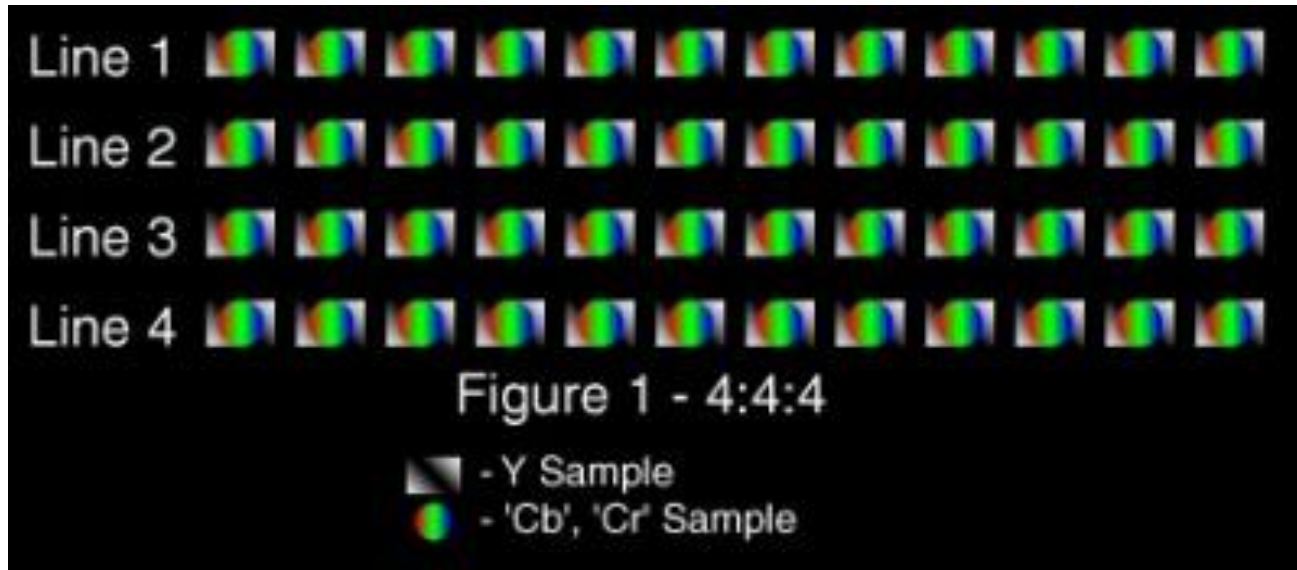 Line 1
Line 2
Line 3
Line 4
Figure 1 - 4:4:4
- Y Sample
- 'Cb', 'Cr' Sample